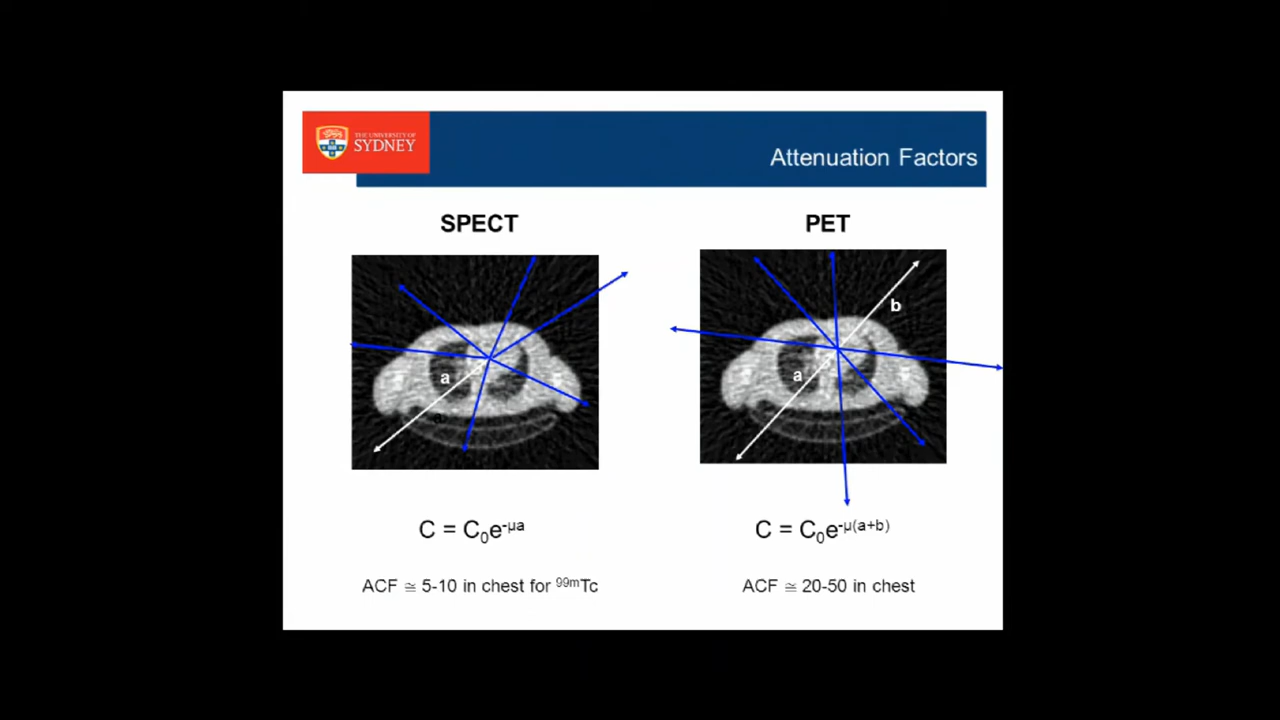 THE UNIVERSITY OF
SYDNEY
Attenuation Factors
SPECT
PET
a
a
b
a
C = C₀e⁻ᵘᵃ
C = C₀e^-μ(a+b)
ACF ≅ 5-10 in chest for ⁹⁹ᵐTc
ACF ≅ 20-50 in chest